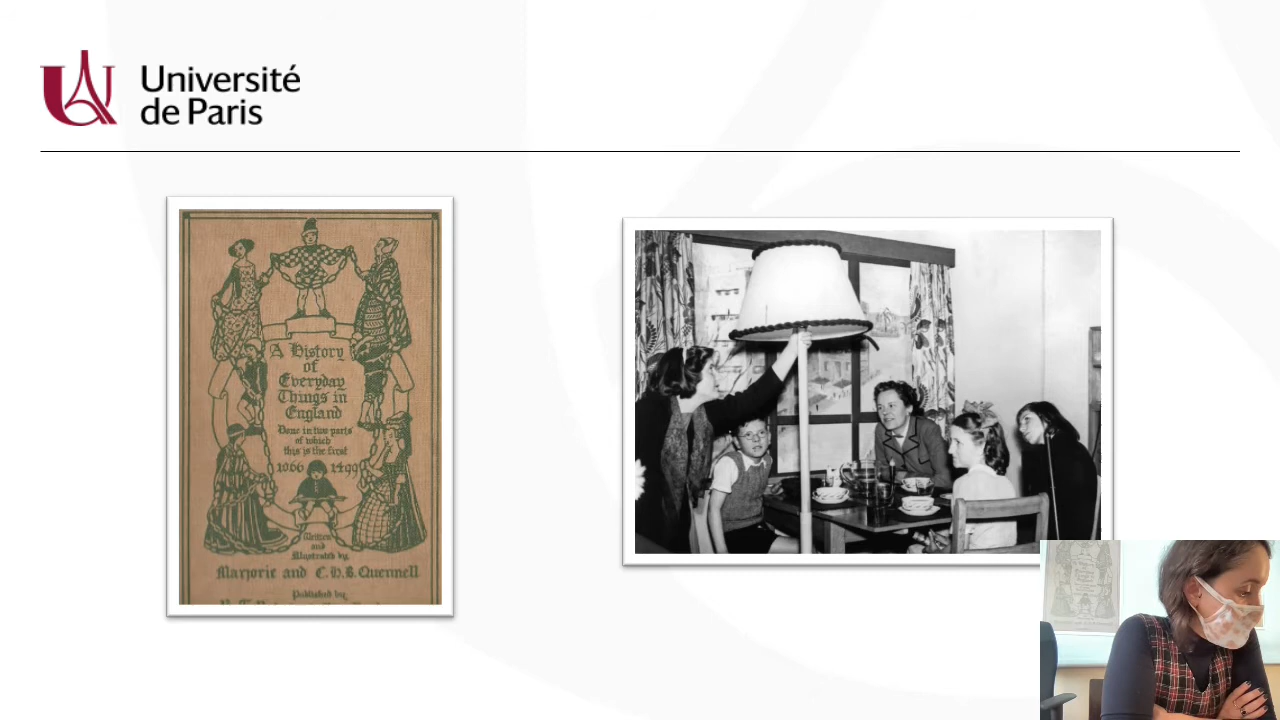 Université
de Paris
A History
of
Everyday
Things in
England
Done in two parts
of which
this is the first
1066 1499
Written
and
Illustrated by
Marjorie and C.H.B. Quennell
Published by